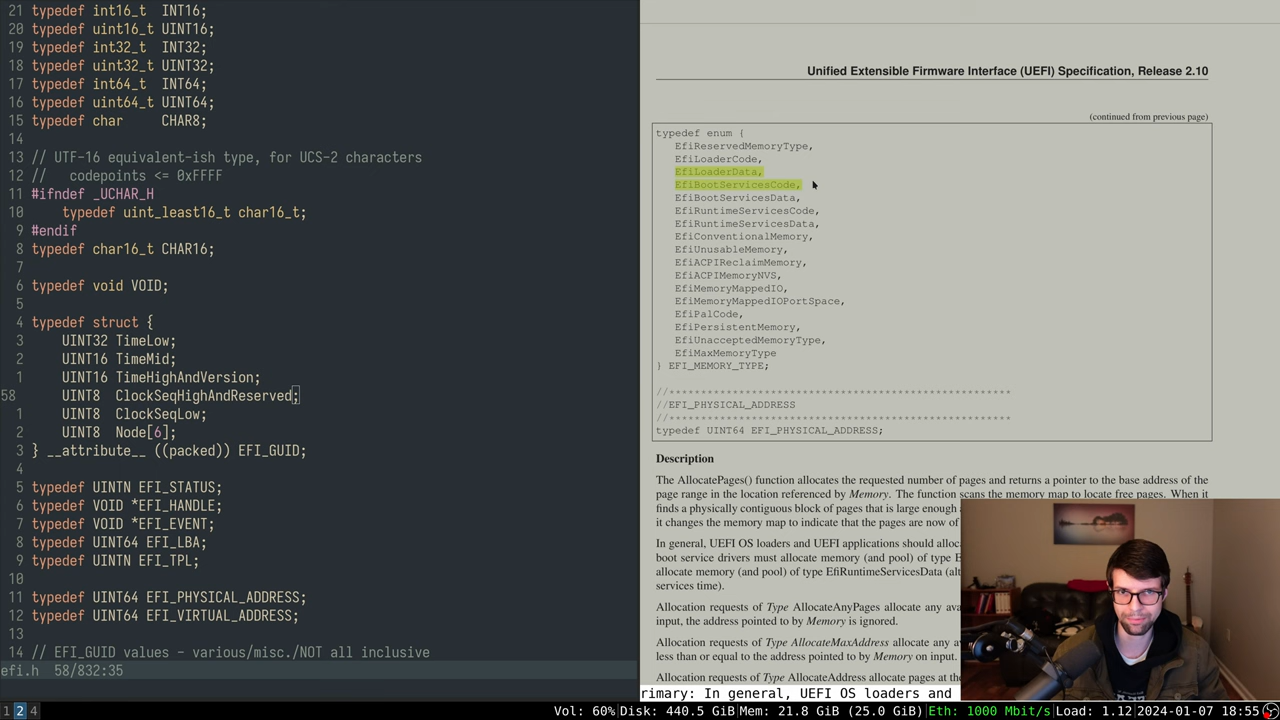 21 typedef int16_t  INT16;
20 typedef uint16_t UINT16;
19 typedef int32_t  INT32;
18 typedef uint32_t UINT32;
17 typedef int64_t  INT64;
16 typedef uint64_t UINT64;
15 typedef char     CHAR8;
14
13 // UTF-16 equivalent-ish type, for UCS-2 characters
12 //   codepoints <= 0xFFFF
11 #ifndef _UCHAR_H
10     typedef uint_least16_t char16_t;
9 #endif
8 typedef char16_t CHAR16;
7
6 typedef void VOID;
5
4 typedef struct {
3     UINT32 TimeLow;
2     UINT16 TimeMid;
1     UINT16 TimeHighAndVersion;
58     UINT8  ClockSeqHighAndReserved;
1     UINT8  ClockSeqLow;
2     UINT8  Node[6];
3 } __attribute__ ((packed)) EFI_GUID;
4
5 typedef UINTN EFI_STATUS;
6 typedef VOID *EFI_HANDLE;
7 typedef VOID *EFI_EVENT;
8 typedef UINT64 EFI_LBA;
9 typedef UINTN EFI_TPL;
10
11 typedef UINT64 EFI_PHYSICAL_ADDRESS;
12 typedef UINT64 EFI_VIRTUAL_ADDRESS;
13
14 // EFI_GUID values - various/misc./NOT all inclusive
efi.h  58/832:35
Unified Extensible Firmware Interface (UEFI) Specification, Release 2.10
(continued from previous page)
typedef enum {
EfiReservedMemoryType,
EfiLoaderCode,
EfiLoaderData,
EfiBootServicesCode,
EfiBootServicesData,
EfiRuntimeServicesCode,
EfiRuntimeServicesData,
EfiConventionalMemory,
EfiUnusableMemory,
EfiACPIReclaimMemory,
EfiACPIMemoryNVS,
EfiMemoryMappedIO,
EfiMemoryMappedIOPortSpace,
EfiPalCode,
EfiPersistentMemory,
EfiUnacceptedMemoryType,
EfiMaxMemoryType
} EFI_MEMORY_TYPE;
//*****************************************************
//EFI_PHYSICAL_ADDRESS
//*****************************************************
typedef UINT64 EFI_PHYSICAL_ADDRESS;
Description
The AllocatePages() function allocates the requested number of pages and returns a pointer to the base address of the
page range in the location referenced by Memory. The function scans the memory map to locate free pages. When it
finds a physically contiguous block of pages that is large enough
it changes the memory map to indicate that the pages are now of
In general, UEFI OS loaders and UEFI applications should alloc
boot service drivers must allocate memory (and pool) of type E
allocate memory (and pool) of type EfiRuntimeServicesData (alt
services time).
Allocation requests of Type AllocateAnyPages allocate any ava
input, the address pointed to by Memory is ignored.
Allocation requests of Type AllocateMaxAddress allocate any av
less than or equal to the address pointed to by Memory on input.
Allocation requests of Type AllocateAddress allocate pages at the
rimary: In general, UEFI OS loaders and
1 2 4 Vol: 60%|Disk: 440.5 GiB|Mem: 21.8 GiB (25.0 GiB)|Eth: 1000 Mbit/s|Load: 1.12|2024-01-07 18:55